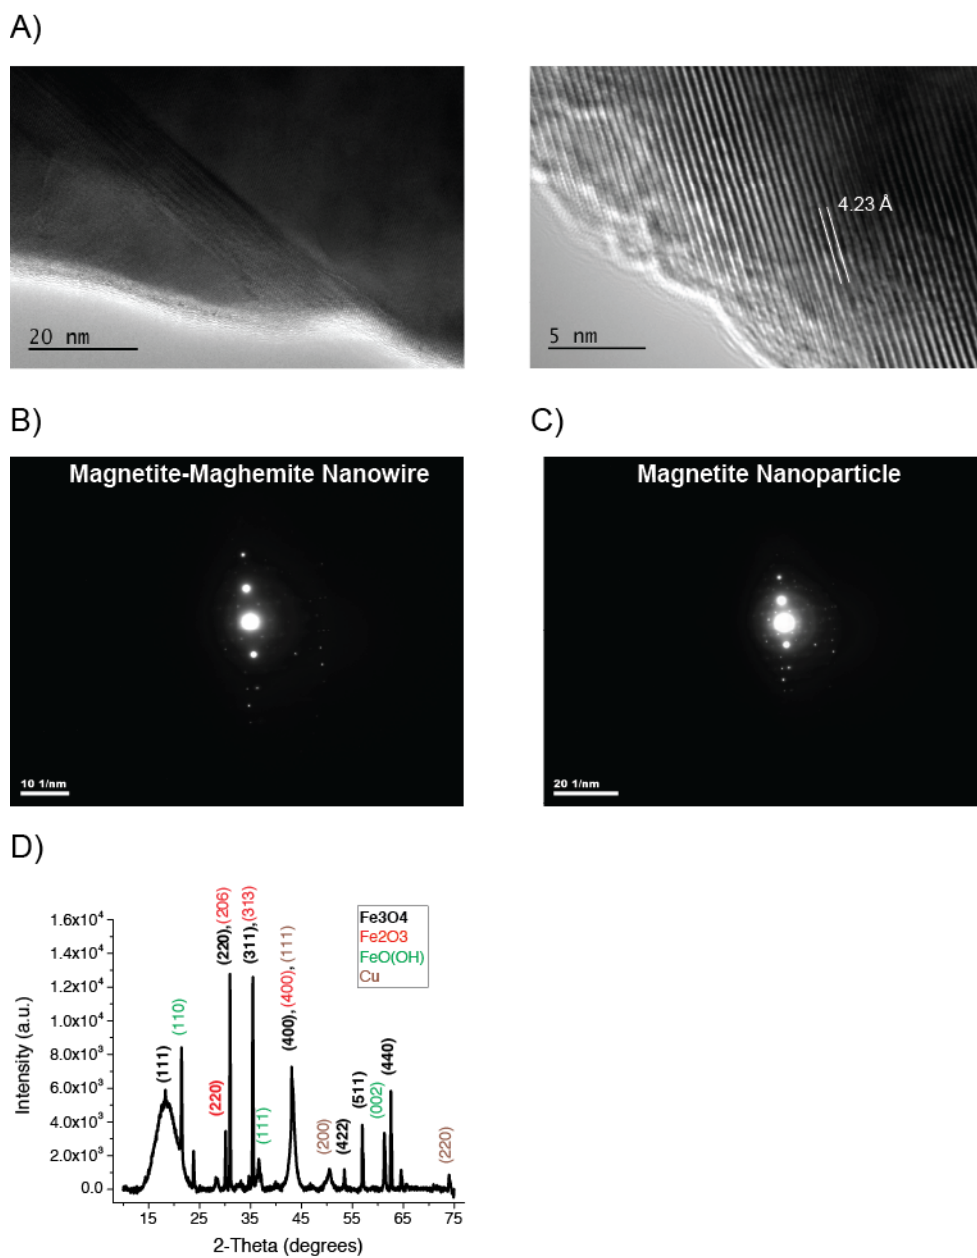 A)
20 nm
4.23 Å
5 nm
B)
C)
Magnetite-Maghemite Nanowire
Magnetite Nanoparticle
10 1/nm
20 1/nm
D)
1.6x10⁴
1.4x10⁴
1.2x10⁴
1.0x10⁴
8.0x10³
6.0x10³
4.0x10³
2.0x10³
0.0
Intensity (a.u.)
(111)
(110)
(220)
(220),(206)
(311),(313)
(111)
(400), (400), (111)
(200)
(422)
(511)
(002)
(440)
(220)
Fe3O4
Fe2O3
FeO(OH)
Cu
15 25 35 45 55 65 75
2-Theta (degrees)